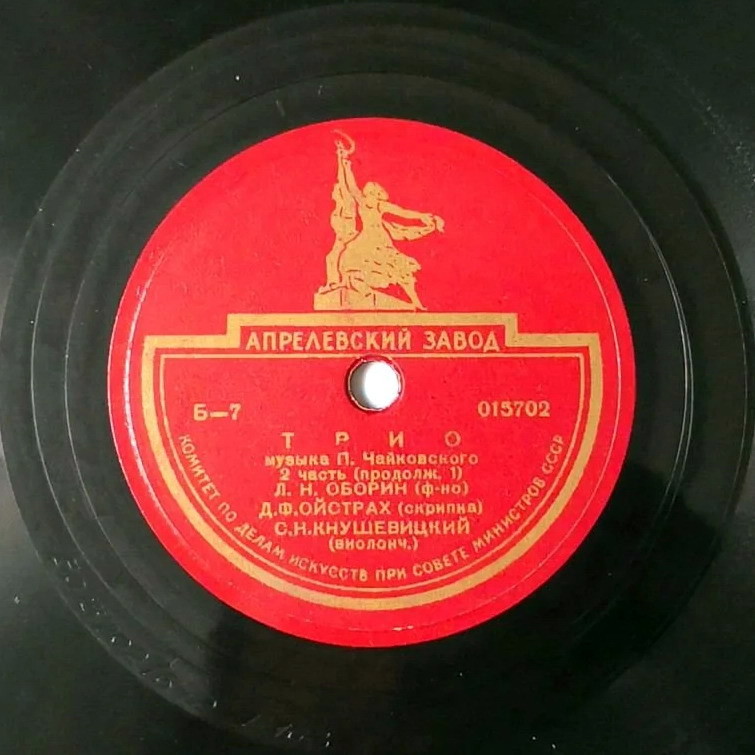 АПРЕЛЕВСКИЙ ЗАВОД
Б—7 015702
ТРИО
музыка П. Чайковского
2 часть (продолж. 1)
Л. Н. ОБОРИН (ф-но)
Д.Ф.ОЙСТРАХ (скрипка)
С.Н.КНУШЕВИЦКИЙ
(виолонч.)
КОМИТЕТ ПО ДЕЛАМ ИСКУССТВ ПРИ СОВЕТЕ МИНИСТРОВ СССР